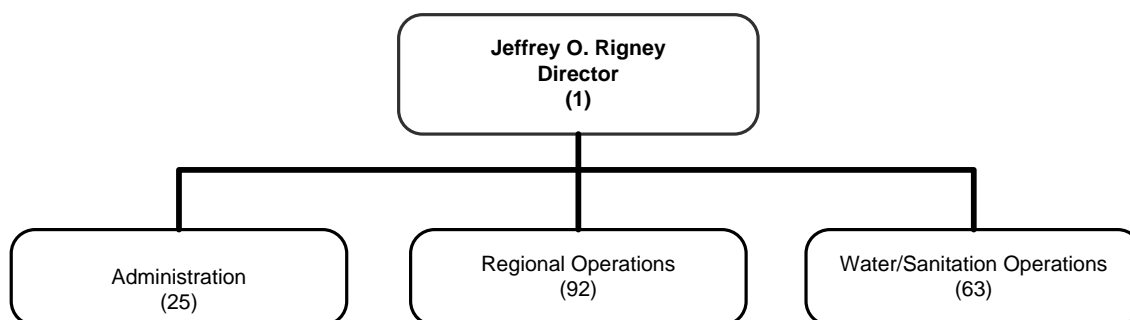 Jeffrey O. Rigney
Director
(1)
Administration
(25)
Regional Operations
(92)
Water/Sanitation Operations
(63)